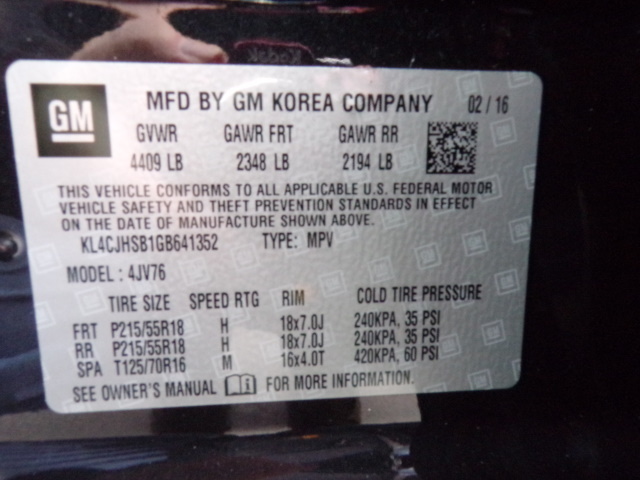 GM
MFD BY GM KOREA COMPANY 02/16
GVWR GAWR FRT GAWR RR
4409 LB 2348 LB 2194 LB
THIS VEHICLE CONFORMS TO ALL APPLICABLE U.S. FEDERAL MOTOR
VEHICLE SAFETY AND THEFT PREVENTION STANDARDS IN EFFECT
ON THE DATE OF MANUFACTURE SHOWN ABOVE.
KL4CJHSB1GB641352 TYPE: MPV
MODEL : 4JV76
TIRE SIZE SPEED RTG RIM COLD TIRE PRESSURE
FRT P215/55R18 H 18x7.0J 240KPA, 35 PSI
RR P215/55R18 H 18x7.0J 240KPA, 35 PSI
SPA T125/70R16 M 16x4.0T 420KPA, 60 PSI
SEE OWNER'S MANUAL FOR MORE INFORMATION.